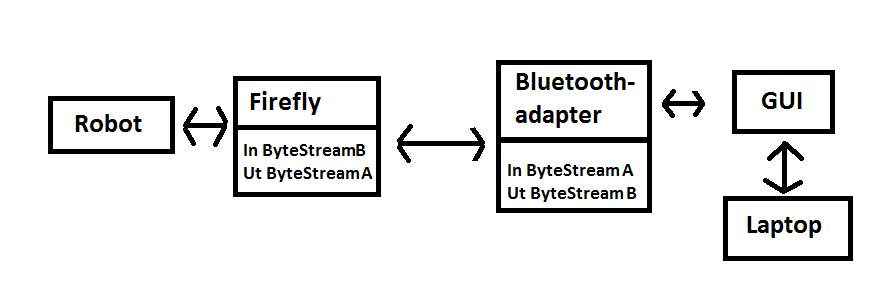 Robot
Firefly
In ByteStreamB
Ut ByteStreamA
Bluetooth-
adapter
In ByteStream A
Ut ByteStream B
GUI
Laptop